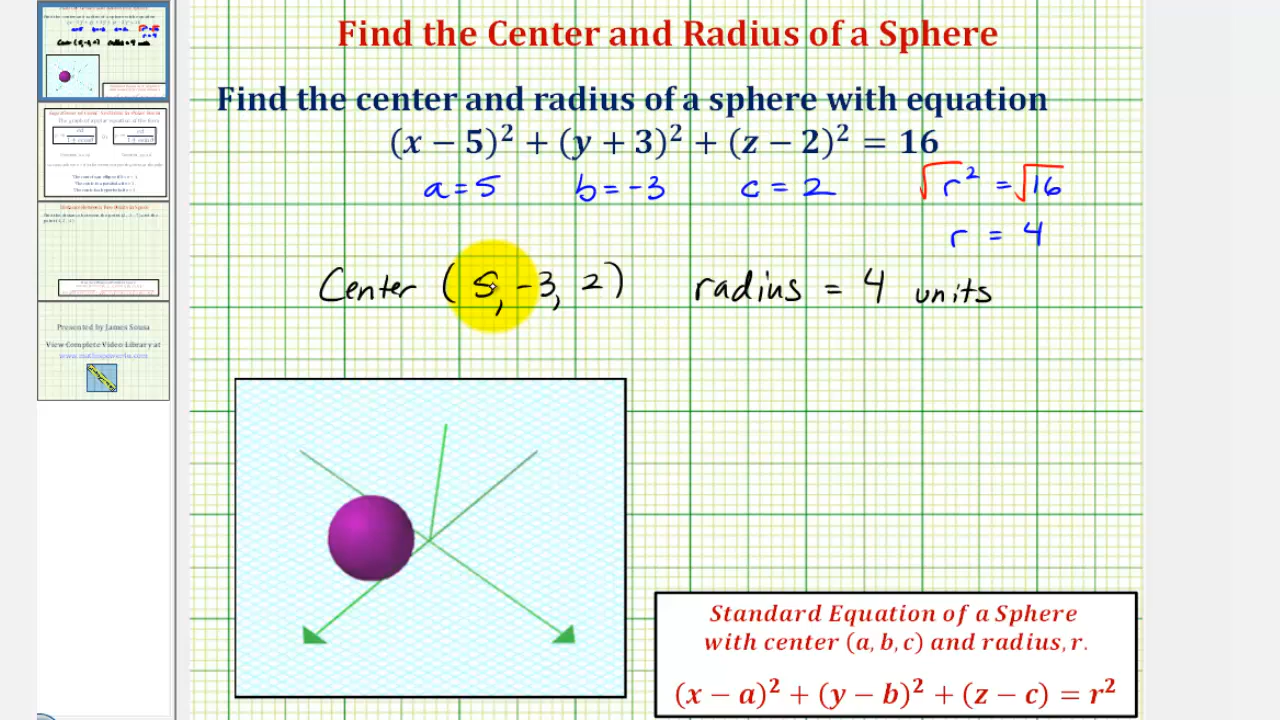 Find the Center and Radius of a Sphere
Find the center and radius of a sphere with equation
(x − 5)² + (y + 3)² + (z − 2)² = 16
a = 5 b = -3 c = 2 √r² = √16
r = 4
Center (5, -3, 2) radius = 4 units
Standard Equation of a Sphere
with center (a, b, c) and radius, r.
(x − a)² + (y − b)² + (z − c) = r²
Presented by James Sousa
View Complete Video Library at